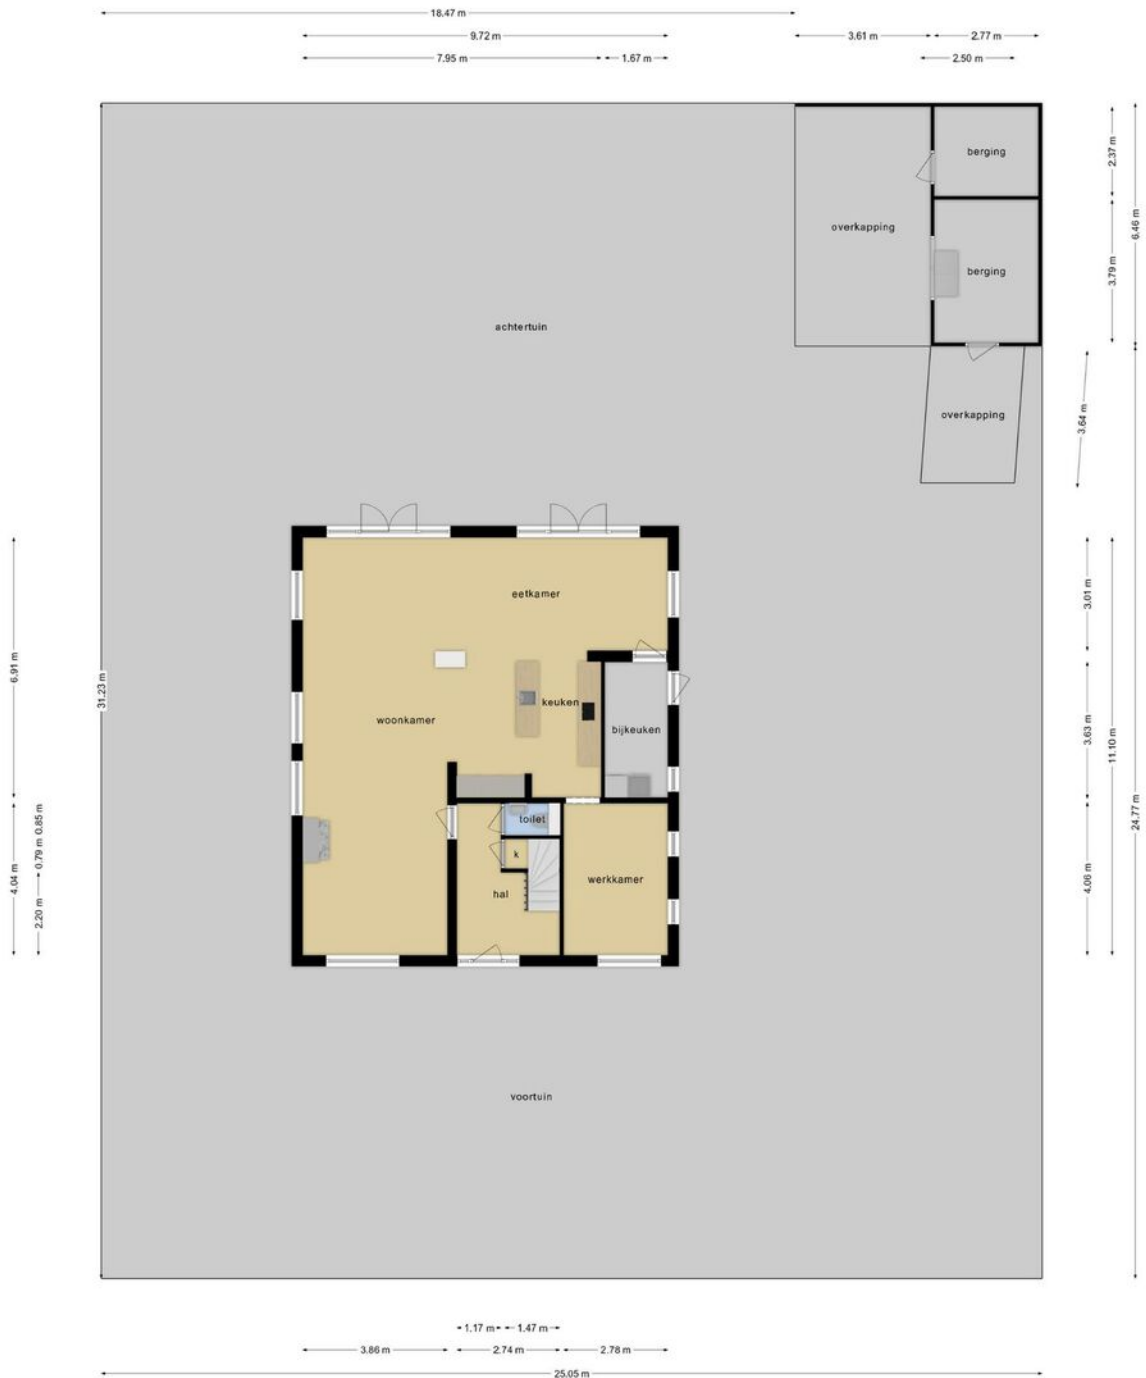 18.47 m
9.72 m
3.61 m
2.77 m
7.95 m
1.67 m
2.50 m
berging
2.37 m
6.46 m
overkapping
berging
3.79 m
achtertuin
overkapping
3.64 m
eetkamer
3.01 m
6.91 m
31.23 m
keuken
woonkamer
bijkeuken
3.63 m
11.10 m
24.77 m
toilet
0.85 m
0.79 m
k
4.04 m
werkkamer
4.06 m
hal
2.20 m
voortuin
1.17 m
1.47 m
3.86 m
2.74 m
2.78 m
25.05 m